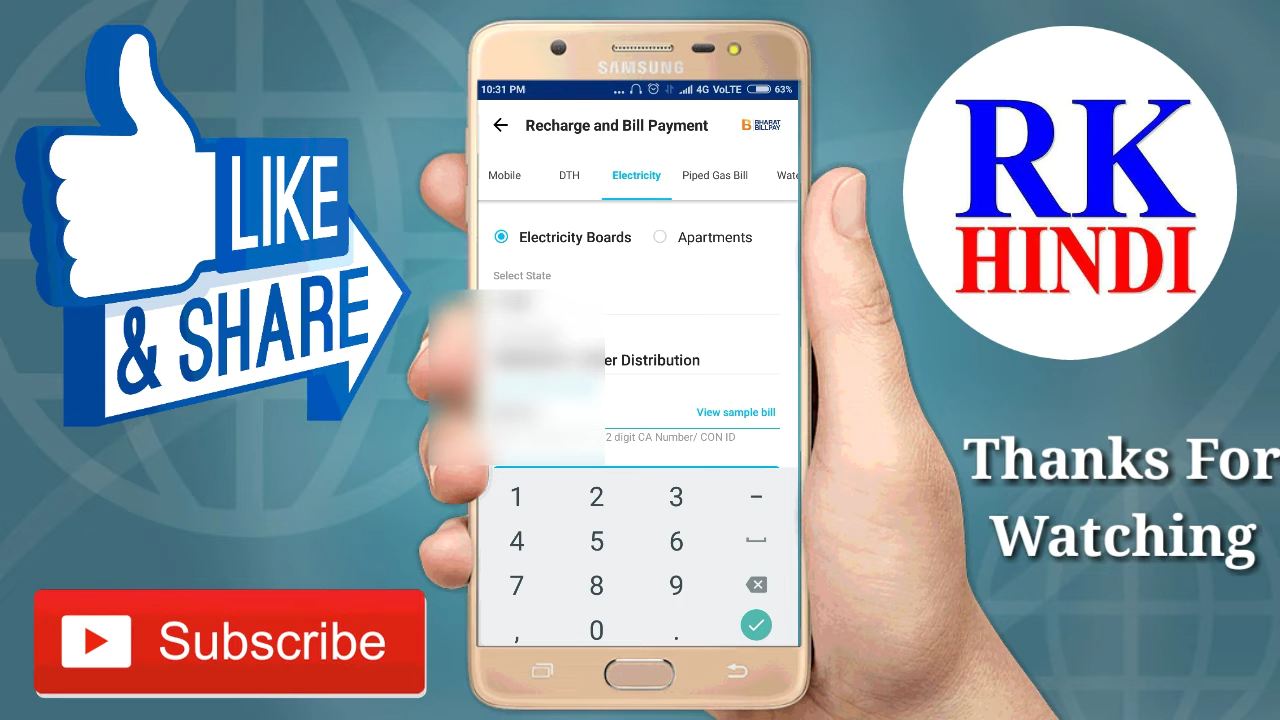 LIKE
& SHARE
Subscribe
SAMSUNG
10:31 PM ... 4G VoLTE 63%
Recharge and Bill Payment
BHARAT
BILLPAY
Mobile DTH Electricity Piped Gas Bill Wate
Electricity Boards Apartments
Select State
er Distribution
View sample bill
2 digit CA Number/ CON ID
1 2 3 -
4 5 6
7 8 9
, 0 .
RK
HINDI
Thanks For
Watching